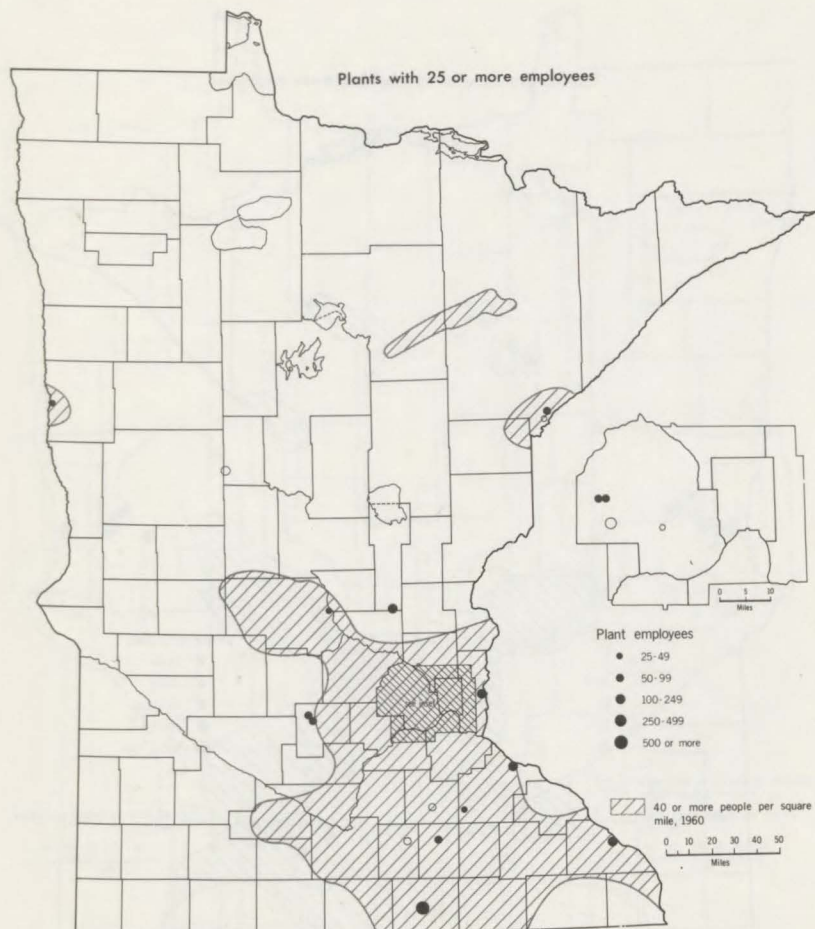 Plants with 25 or more employees
see inset
0 5 10
Miles
Plant employees
25-49
50-99
100-249
250-499
500 or more
40 or more people per square
mile, 1960
0 10 20 30 40 50
Miles